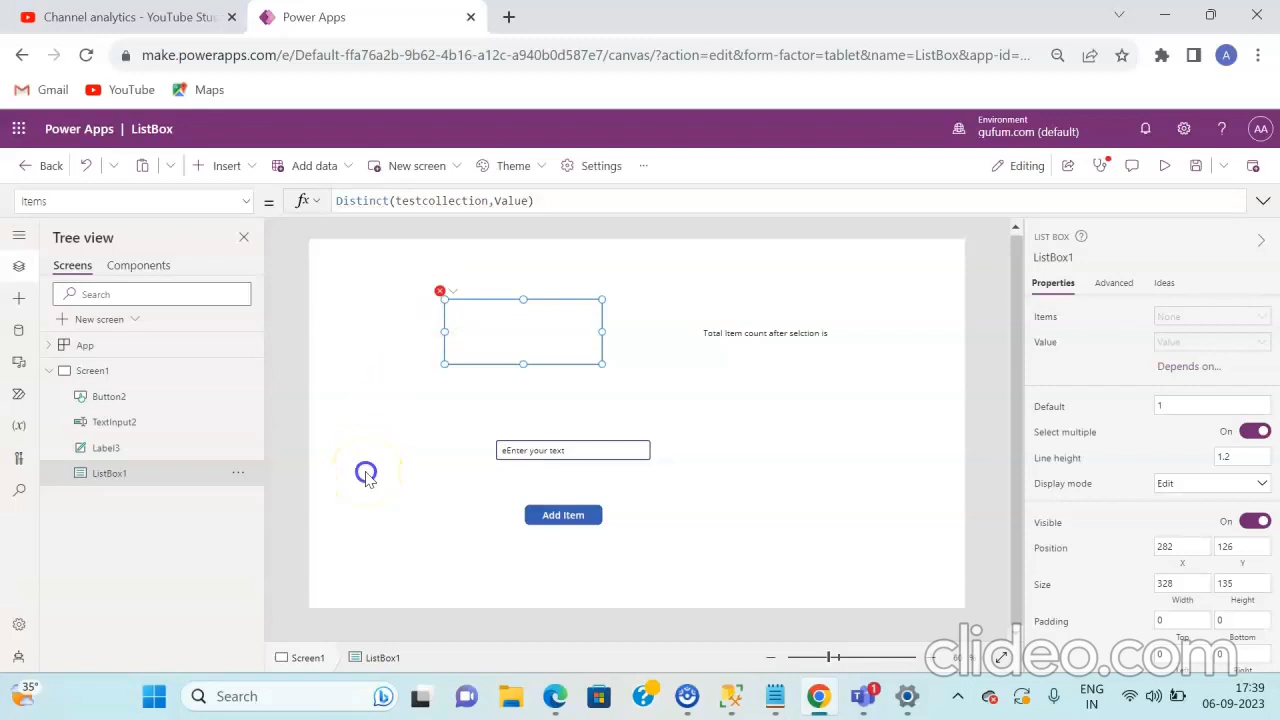 Channel analytics - YouTube Stu
Power Apps
make.powerapps.com/e/Default-ffa76a2b-9b62-4b16-a12c-a940b0d587e7/canvas/?action=edit&form-factor=tablet&name=ListBox&app-id=...
A
Gmail
YouTube
Maps
Power Apps | ListBox
Environment
qufum.com (default)
AA
Back
Insert
Add data
New screen
Theme
Settings
Editing
Items
=
fx
Distinct(testcollection,Value)
Tree view
Screens
Components
Search
New screen
App
Screen1
Button2
TextInput2
Label3
ListBox1
Total Item count after selction is
eEnter your text
Add Item
LIST BOX
ListBox1
Properties
Advanced
Ideas
Items
None
Value
Value
Depends on...
Default
1
Select multiple
On
Line height
1.2
Display mode
Edit
Visible
On
Position
282
126
X
Y
Size
328
135
Width
Height
Padding
0
0
Top
Bottom
0
0
Right
Screen1
ListBox1
clideo.com
35°
Search
1
ENG
IN
17:39
06-09-2023